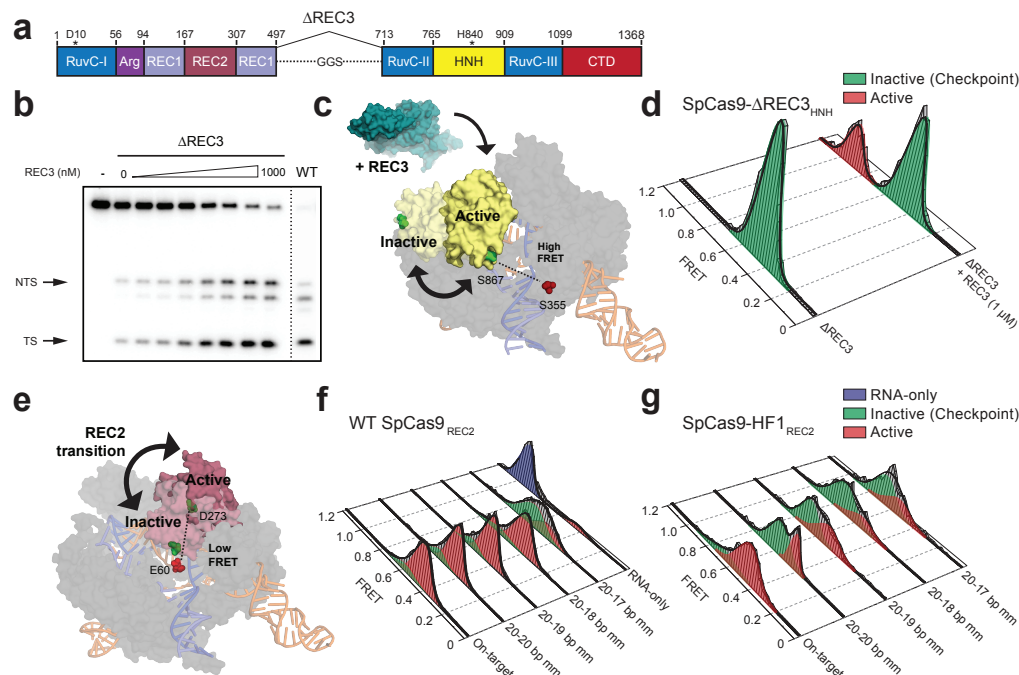 a
ΔREC3
1 D10 56 94 167 307 497 713 765 H840 909 1099 1368
* *
RuvC-I Arg REC1 REC2 REC1 GGS RuvC-II HNH RuvC-III CTD
b
ΔREC3
REC3 (nM) - 0 1000 WT
NTS
TS
c
+ REC3
Active
Inactive
High
FRET
S867
S355
d
Inactive (Checkpoint)
Active
SpCas9-ΔREC3HNH
1.2
1.0
0.8
0.6
0.4
0.2
0
FRET
ΔREC3
ΔREC3
+ REC3 (1 μM)
e
REC2
transition
Active
Inactive
D273
Low
FRET
E60
f
WT SpCas9REC2
1.2
1.0
0.8
0.6
0.4
0.2
0
FRET
On-target
20-20 bp mm
20-19 bp mm
20-18 bp mm
20-17 bp mm
RNA-only
g
RNA-only
Inactive (Checkpoint)
Active
SpCas9-HF1REC2
1.2
1.0
0.8
0.6
0.4
0.2
0
FRET
On-target
20-20 bp mm
20-19 bp mm
20-18 bp mm
20-17 bp mm